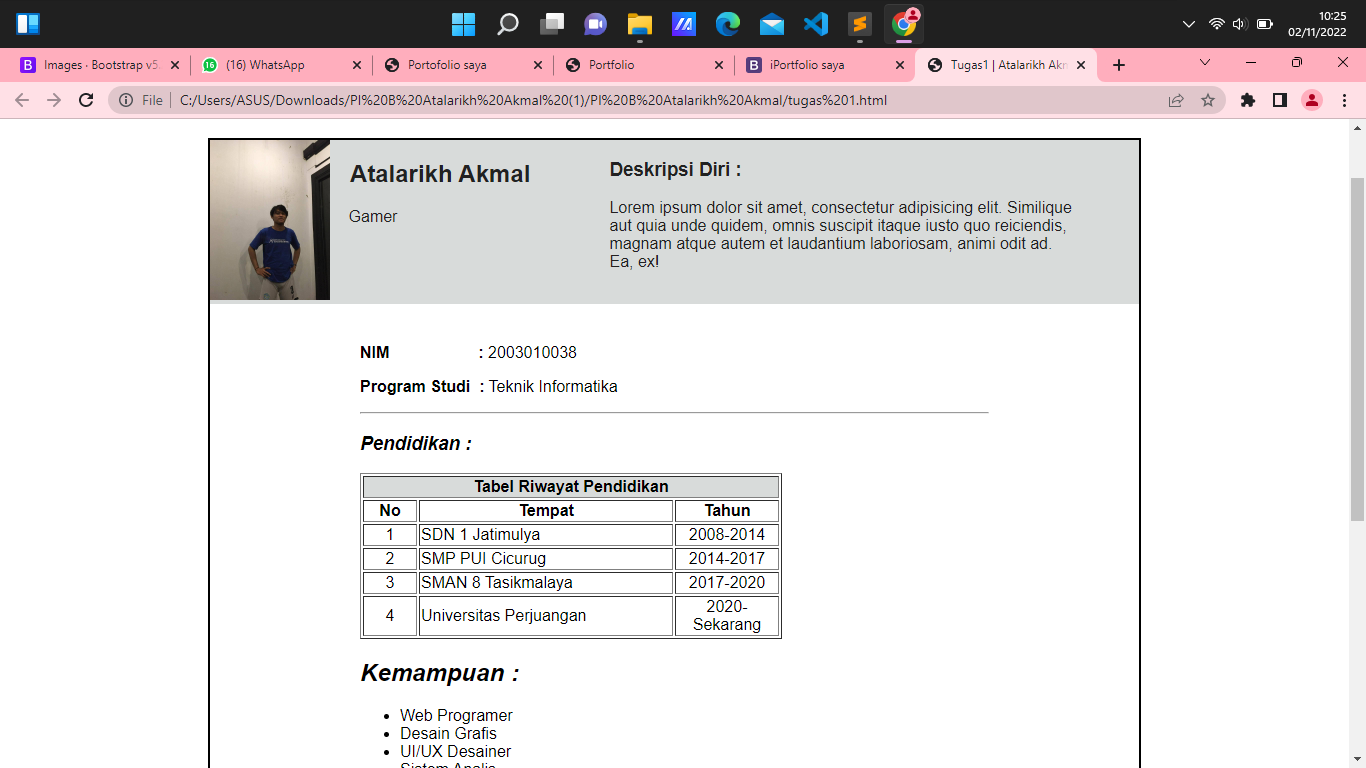 10:25
02/11/2022
Images · Bootstrap v5.
16
(16) WhatsApp
Portofolio saya
Portfolio
iPortfolio saya
Tugas1 | Atalarikh Akm
File
C:/Users/ASUS/Downloads/PI%20B%20Atalarikh%20Akmal%20(1)/PI%20B%20Atalarikh%20Akmal/tugas%201.html
Atalarikh Akmal
Gamer
Deskripsi Diri :
Lorem ipsum dolor sit amet, consectetur adipisicing elit. Similique
aut quia unde quidem, omnis suscipit itaque iusto quo reiciendis,
magnam atque autem et laudantium laboriosam, animi odit ad.
Ea, ex!
NIM : 2003010038
Program Studi : Teknik Informatika
Pendidikan :
Tabel Riwayat Pendidikan
No Tempat Tahun
1 SDN 1 Jatimulya 2008-2014
2 SMP PUI Cicurug 2014-2017
3 SMAN 8 Tasikmalaya 2017-2020
4 Universitas Perjuangan 2020-
Sekarang
Kemampuan :
Web Programer
Desain Grafis
UI/UX Desainer
Sistem Analis